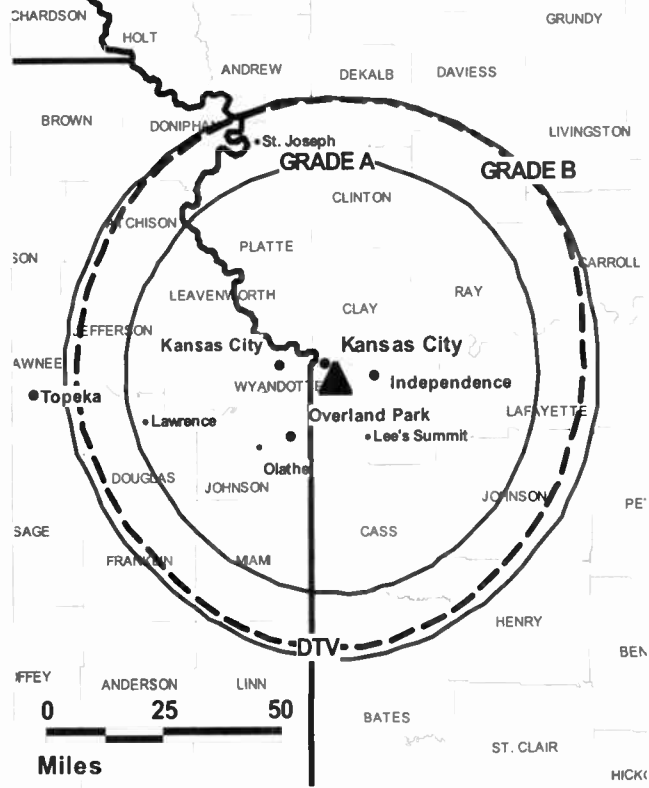 CHARDSON
GRUNDY
HOLT
ANDREW
DEKALB
DAVIESS
BROWN
DONIPHAN
LIVINGSTON
St. Joseph
GRADE A
GRADE B
CLINTON
ATCHISON
PLATTE
SON
CARROLL
LEAVENWORTH
RAY
CLAY
JEFFERSON
Kansas City
Kansas City
AWNEE
WYANDOTTE
Independence
Topeka
Overland Park
LAFAYETTE
Lawrence
Lee's Summit
Olathe
DOUGLAS
JOHNSON
JOHNSON
PE
SAGE
CASS
FRANKLIN
MIAMI
HENRY
DTV
BEN
FFEY
ANDERSON
LINN
0 25 50
BATES
ST. CLAIR
Miles
HICK